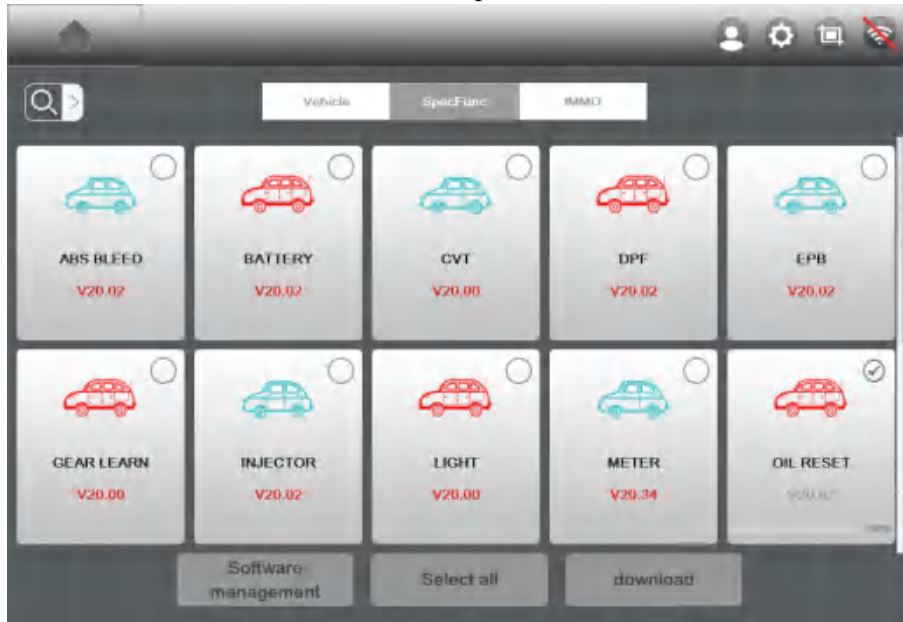 Vehicle SpecFunc IMMO
ABS BLEED BATTERY CVT DPF EPB
V20.02 V20.02 V20.00 V20.02 V20.02
GEAR LEARN INJECTOR LIGHT METER OIL RESET
V20.00 V20.02 V20.00 V20.34
Software-
management Select all download